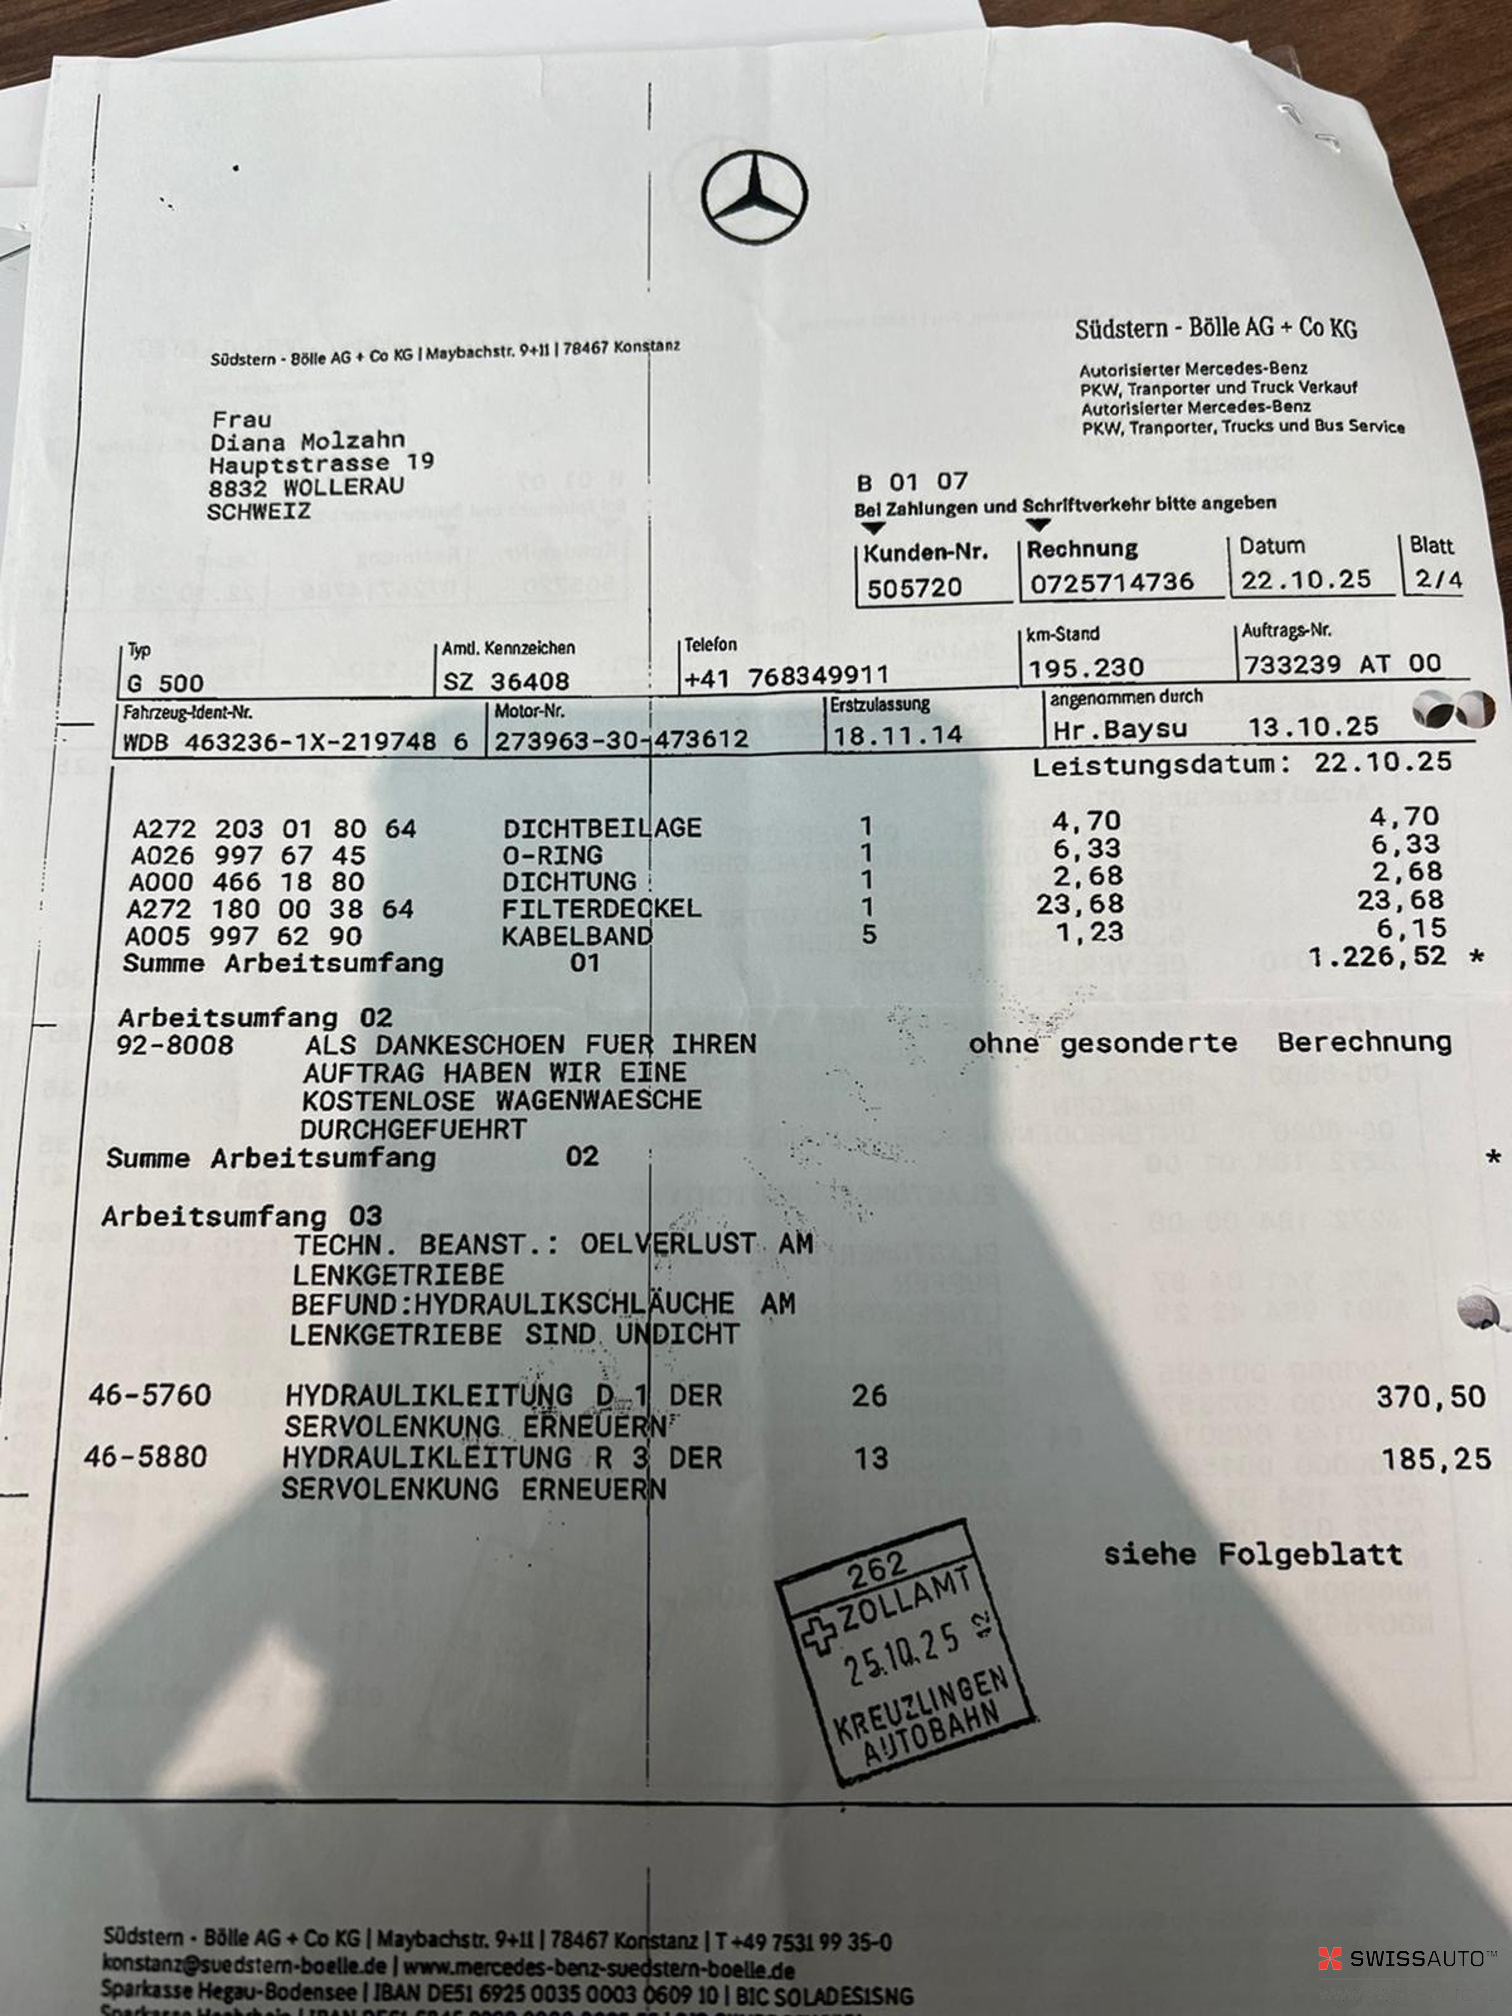 Südstern - Bölle AG + Co KG
Südstern - Bölle AG + Co KG | Maybachstr. 9+11 | 78467 Konstanz
Autorisierter Mercedes-Benz
PKW, Tranporter und Truck Verkauf
Autorisierter Mercedes-Benz
PKW, Tranporter, Trucks und Bus Service
Frau
Diana Molzahn
Hauptstrasse 19
8832 WOLLERAU
SCHWEIZ
B 01 07
Bei Zahlungen und Schriftverkehr bitte angeben
Kunden-Nr. Rechnung Datum Blatt
505720 0725714736 22.10.25 2/4
Typ Amtl. Kennzeichen Telefon km-Stand Auftrags-Nr.
G 500 SZ 36408 +41 768349911 195.230 733239 AT 00
Fahrzeug-Ident-Nr. Motor-Nr. Erstzulassung angenommen durch
WDB 463236-1X-219748 6 273963-30-473612 18.11.14 Hr.Baysu 13.10.25
Leistungsdatum: 22.10.25
A272 203 01 80 64 DICHTBEILAGE 1 4,70 4,70
A026 997 67 45 O-RING 1 6,33 6,33
A000 466 18 80 DICHTUNG 1 2,68 2,68
A272 180 00 38 64 FILTERDECKEL 1 23,68 23,68
A005 997 62 90 KABELBAND 5 1,23 6,15
Summe Arbeitsumfang 01 1.226,52 *
Arbeitsumfang 02
92-8008 ALS DANKESCHOEN FUER IHREN ohne gesonderte Berechnung
AUFTRAG HABEN WIR EINE
KOSTENLOSE WAGENWAESCHE
DURCHGEFUEHRT
Summe Arbeitsumfang 02 *
Arbeitsumfang 03
TECHN. BEANST.: OELVERLUST AM
LENKGETRIEBE
BEFUND:HYDRAULIKSCHLÄUCHE AM
LENKGETRIEBE SIND UNDICHT
46-5760 HYDRAULIKLEITUNG D 1 DER 26 370,50
SERVOLENKUNG ERNEUERN
46-5880 HYDRAULIKLEITUNG R 3 DER 13 185,25
SERVOLENKUNG ERNEUERN
siehe Folgeblatt
262
ZOLLAMT
25.10.25 12
KREUZLINGEN
AUTOBAHN
Südstern - Bölle AG + Co KG | Maybachstr. 9+11 | 78467 Konstanz | T +49 7531 99 35-0
konstanz@suedstern-boelle.de | www.mercedes-benz-suedstern-boelle.de
Sparkasse Hegau-Bodensee | IBAN DE51 6925 0035 0003 0609 10 | BIC SOLADES1SNG
SWISSAUTO™